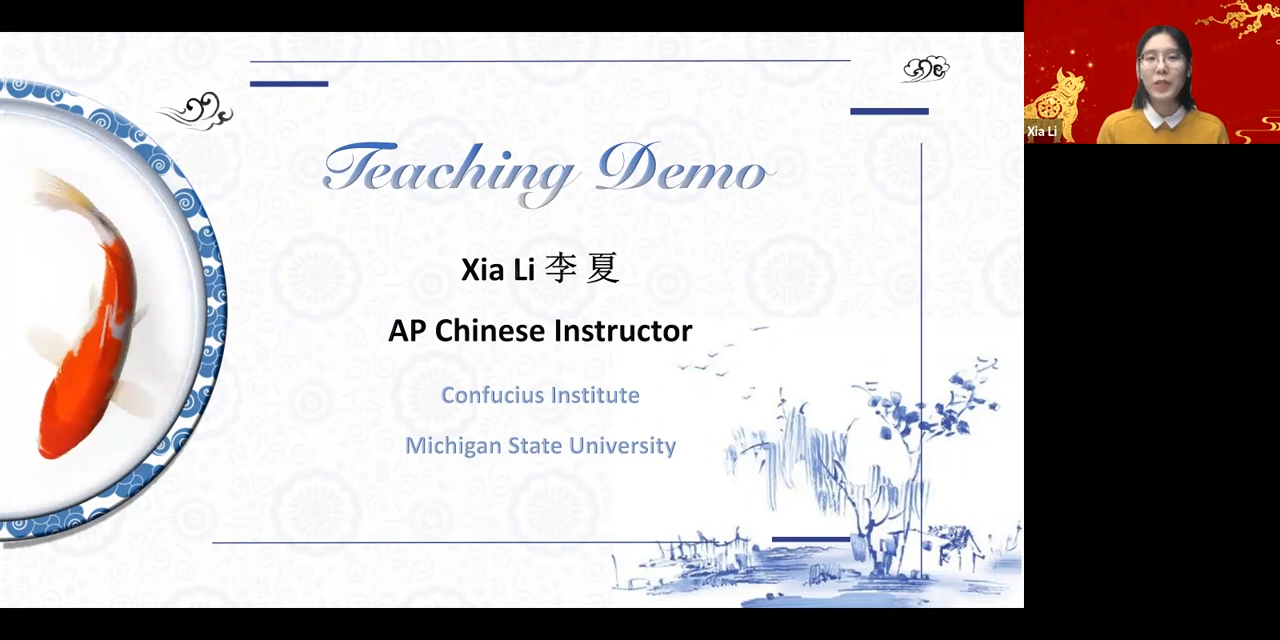 Teaching Demo
Xia Li 李夏
AP Chinese Instructor
Confucius Institute
Michigan State University
Xia Li